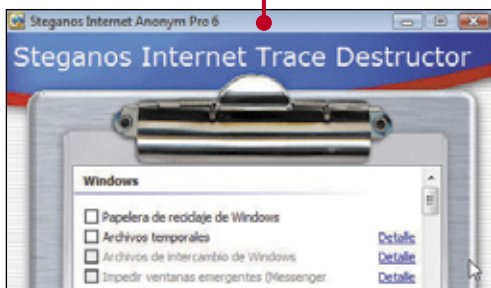 Steganos Internet Anonym Pro 6
Steganos Internet Trace Destructor
Windows
Papelera de reciclaje de Windows
Archivos temporales Detalle
Archivos de intercambio de Windows Detalle
Impedir ventanas emergentes (Messenger Detalle